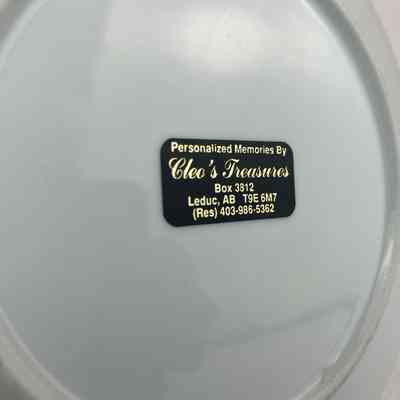 Personalized Memories By
Cleo's Treasures
Box 3812
Leduc, AB T9E 6M7
(Res) 403-986-5362